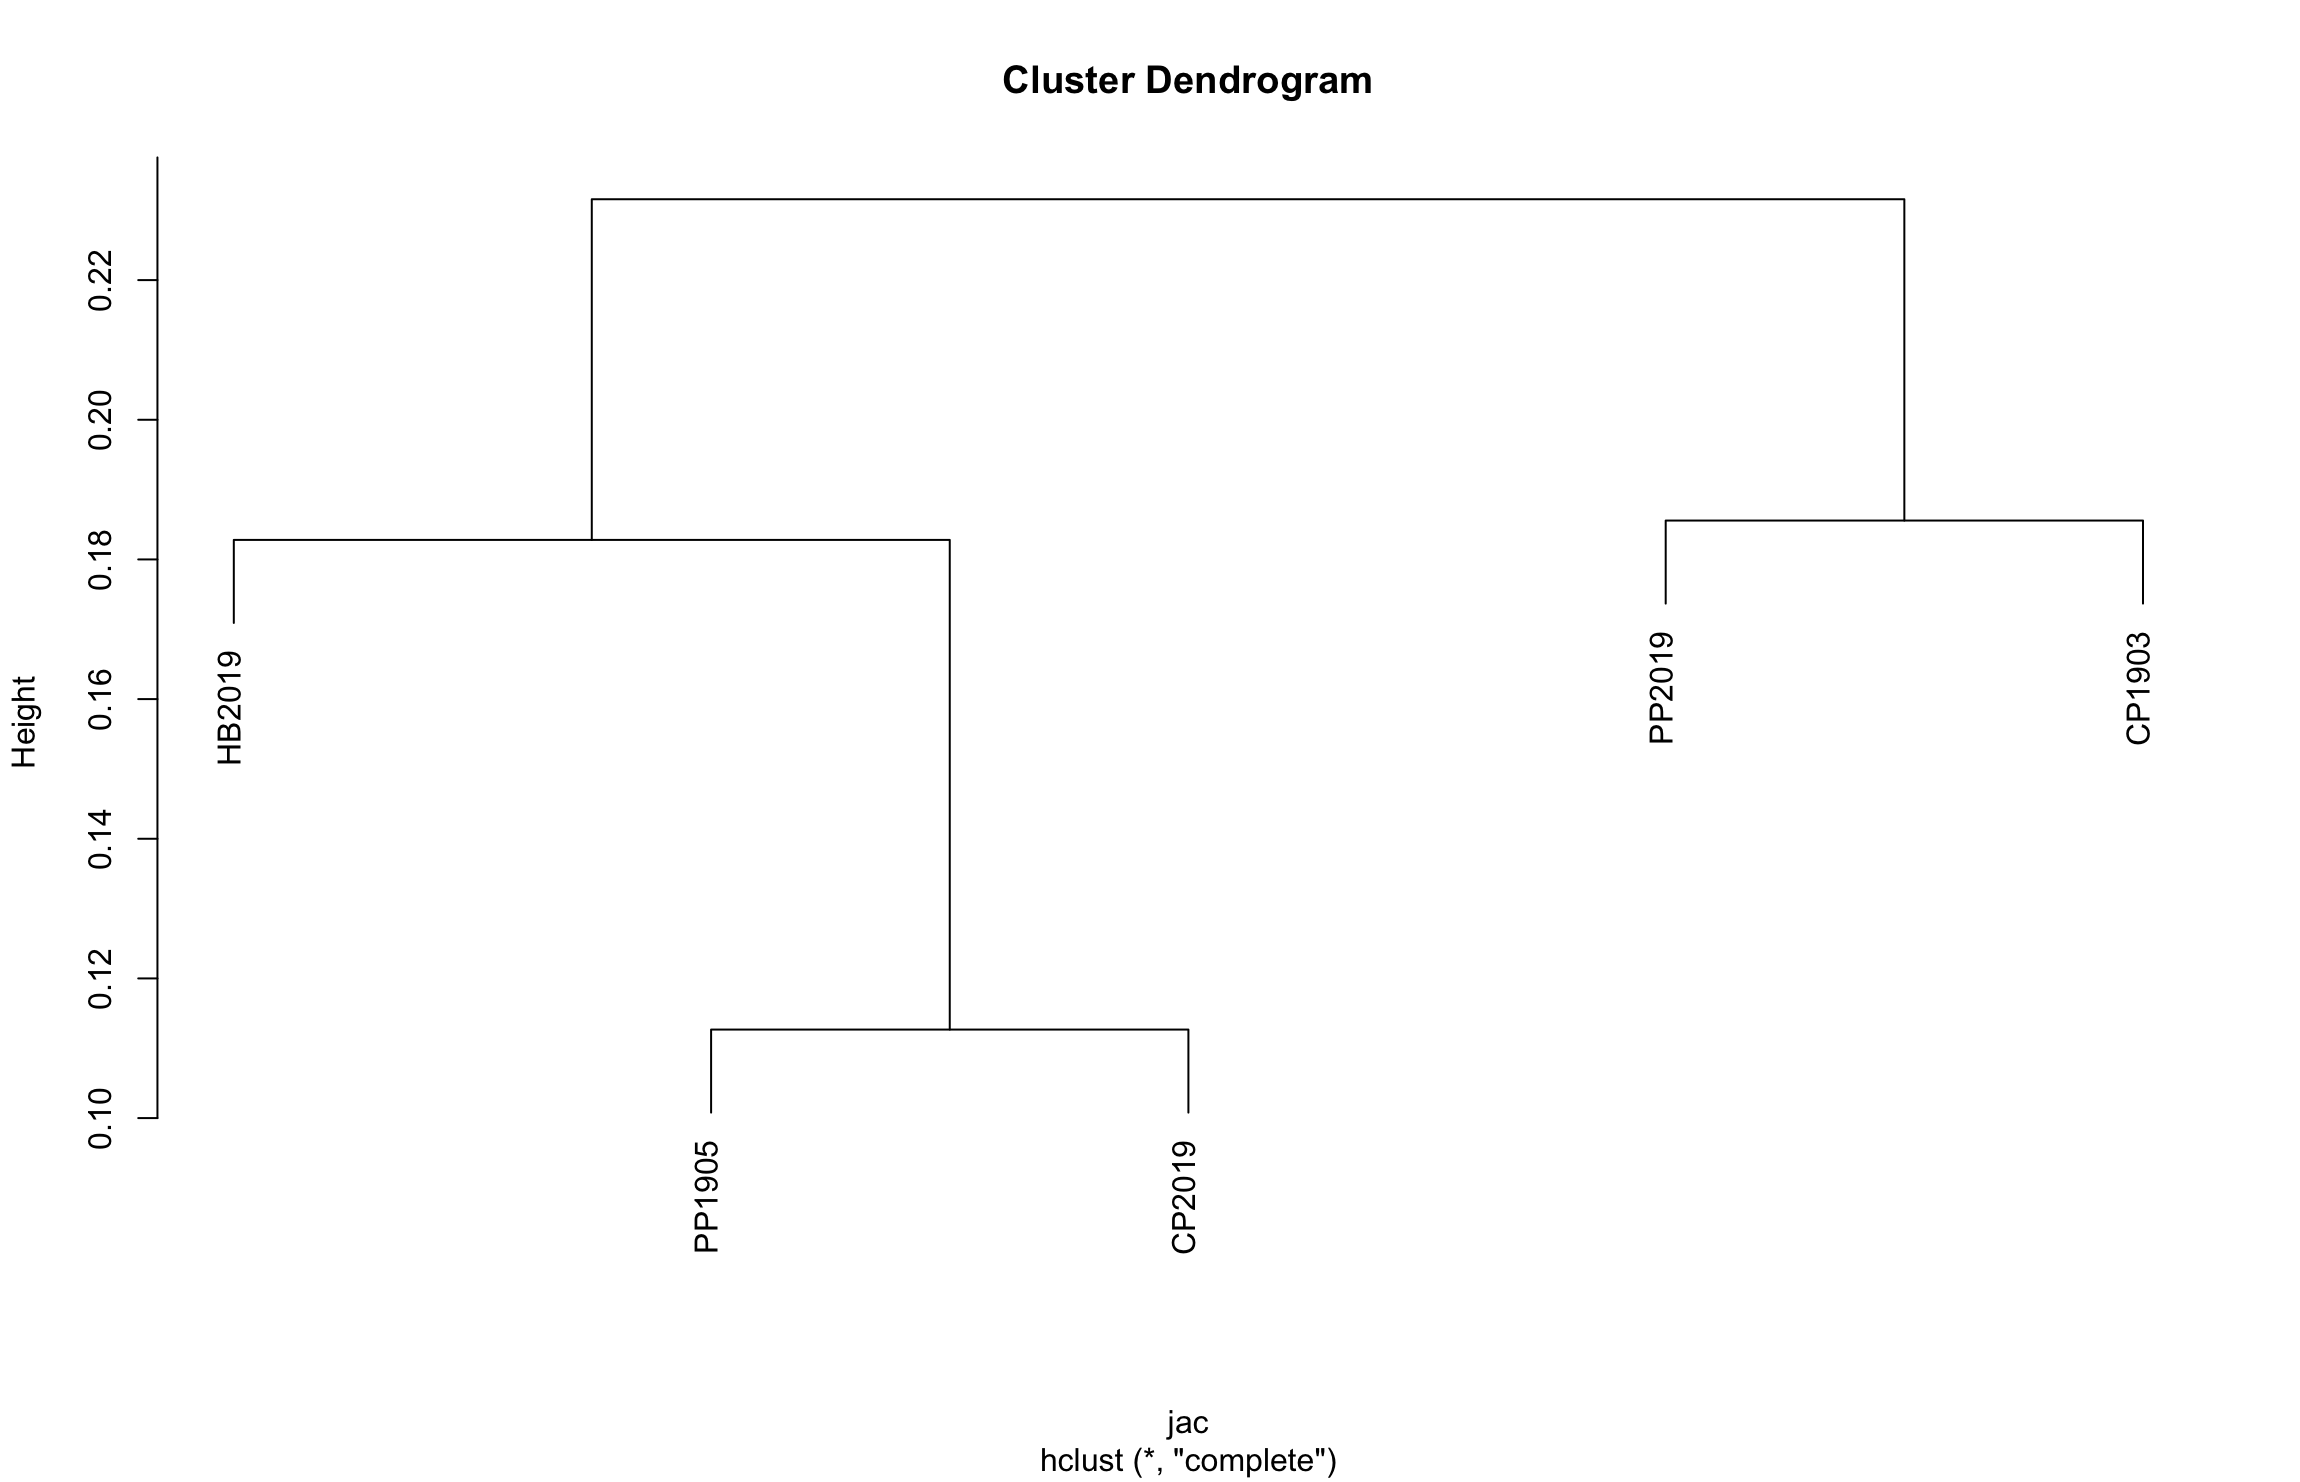 Cluster Dendrogram
Height
0.22
0.20
0.18
0.16
0.14
0.12
0.10
HB2019
PP1905
CP2019
PP2019
CP1903
jac
hclust (*, "complete")